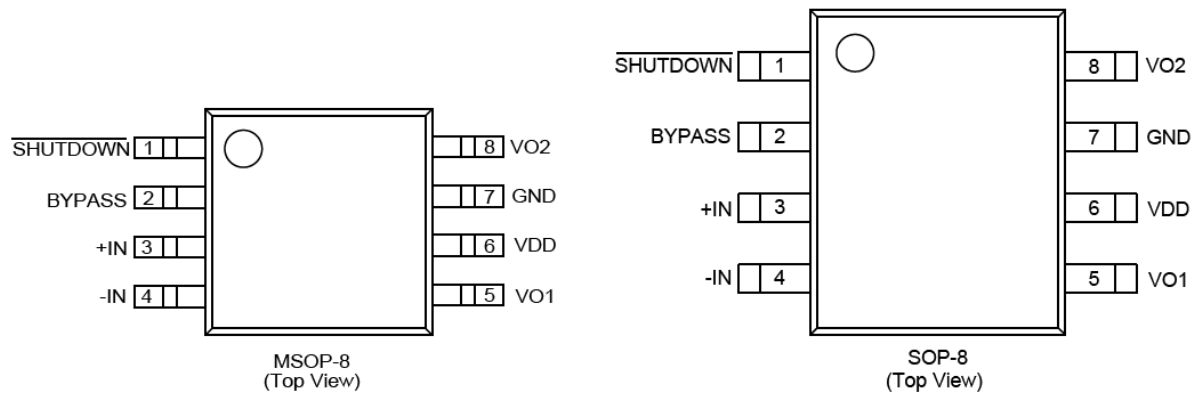 SHUTDOWN 1 8 VO2
BYPASS 2 7 GND
+IN 3 6 VDD
-IN 4 5 VO1
MSOP-8
(Top View)
SHUTDOWN 1 8 VO2
BYPASS 2 7 GND
+IN 3 6 VDD
-IN 4 5 VO1
SOP-8
(Top View)